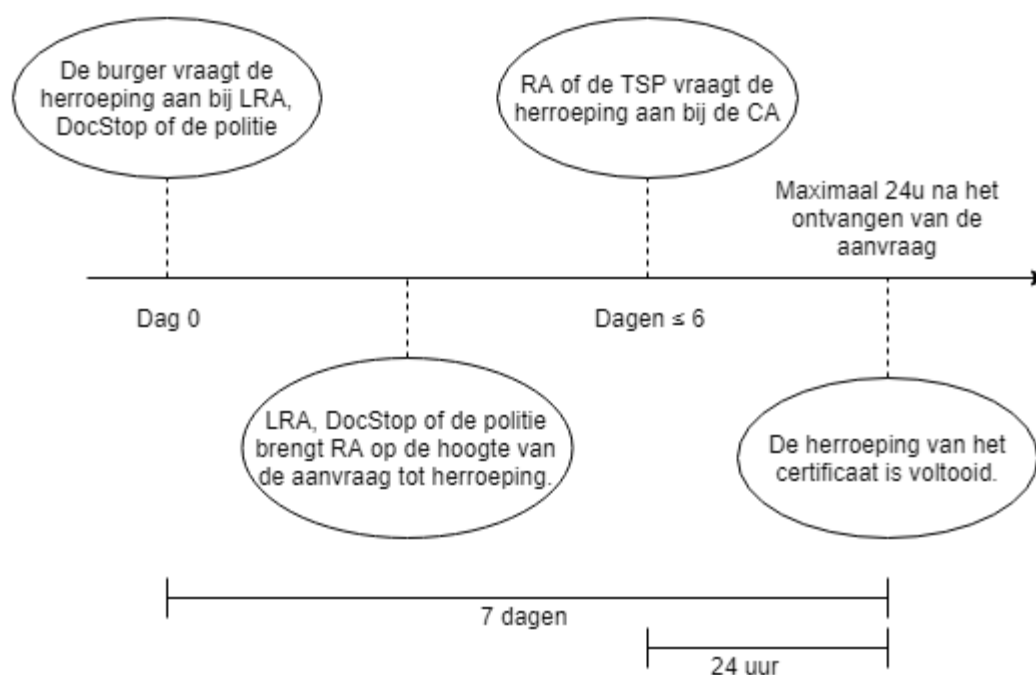 De burger vraagt de
herroeping aan bij LRA,
DocStop of de politie
RA of de TSP vraagt de
herroeping aan bij de CA
Maximaal 24u na het
ontvangen van de
aanvraag
Dag 0
Dagen ≤ 6
LRA, DocStop of de politie
brengt RA op de hoogte van
de aanvraag tot herroeping.
De herroeping van het
certificaat is voltooid.
7 dagen
24 uur